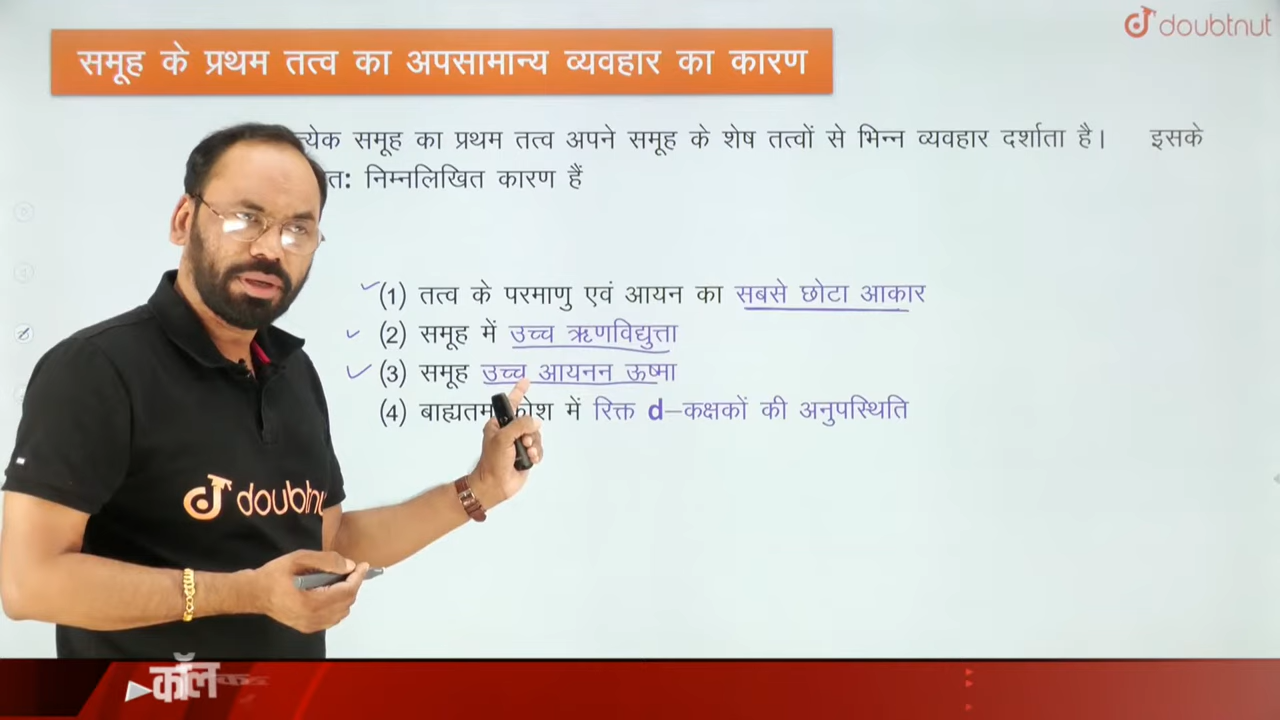 doubtnut
समूह के प्रथम तत्व का अपसामान्य व्यवहार का कारण
समूह का प्रथम तत्व अपने समूह के शेष तत्वों से भिन्न व्यवहार दर्शाता है। इसके
निम्नलिखित कारण हैं
(1) तत्व के परमाणु एवं आयन का सबसे छोटा आकार
(2) समूह में उच्च ऋणविद्युत्ता
(3) समूह उच्च आयनन ऊष्मा
(4) बाह्यतम कोश में रिक्त d–कक्षकों की अनुपस्थिति
doubtnu
कॉल